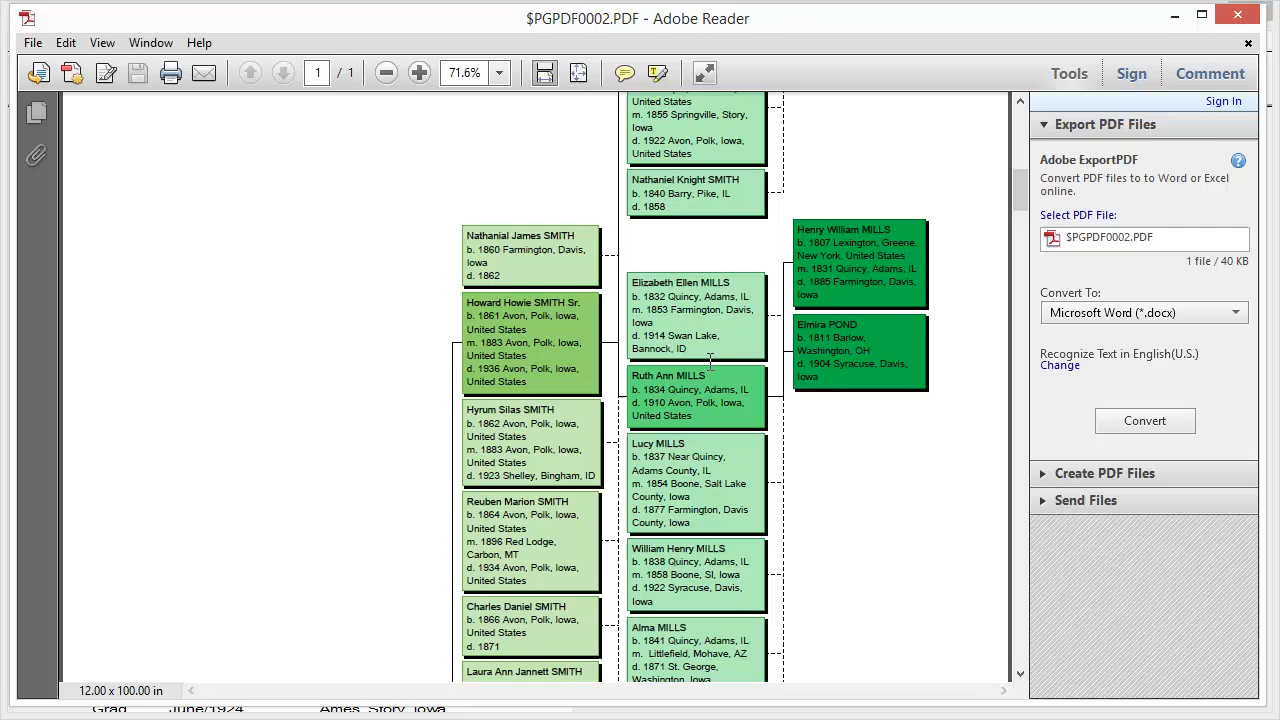 $PGPDF0002.PDF - Adobe Reader
File Edit View Window Help
1 / 1
71.6%
Tools
Sign
Comment
United States
m. 1855 Springville, Story,
Iowa
d. 1922 Avon, Polk, Iowa,
United States
Nathaniel Knight SMITH
b. 1840 Barry, Pike, IL
d. 1858
Nathanial James SMITH
b. 1860 Farmington, Davis,
Iowa
d. 1862
Howard Howie SMITH Sr.
b. 1861 Avon, Polk, Iowa,
United States
m. 1883 Avon, Polk, Iowa,
United States
d. 1936 Avon, Polk, Iowa,
United States
Hyrum Silas SMITH
b. 1862 Avon, Polk, Iowa,
United States
m. 1883 Avon, Polk, Iowa,
United States
d. 1923 Shelley, Bingham, ID
Reuben Marion SMITH
b. 1864 Avon, Polk, Iowa,
United States
m. 1896 Red Lodge,
Carbon, MT
d. 1934 Avon, Polk, Iowa,
United States
Charles Daniel SMITH
b. 1866 Avon, Polk, Iowa,
United States
d. 1871
Laura Ann Jannett SMITH
Elizabeth Ellen MILLS
b. 1832 Quincy, Adams, IL
m. 1853 Farmington, Davis,
Iowa
d. 1914 Swan Lake,
Bannock, ID
Ruth Ann MILLS
b. 1834 Quincy, Adams, IL
d. 1910 Avon, Polk, Iowa,
United States
Lucy MILLS
b. 1837 Near Quincy,
Adams County, IL
m. 1854 Boone, Salt Lake
County, Iowa
d. 1877 Farmington, Davis
County, Iowa
William Henry MILLS
b. 1838 Quincy, Adams, IL
m. 1858 Boone, Sl, Iowa
d. 1922 Syracuse, Davis,
Iowa
Alma MILLS
b. 1841 Quincy, Adams, IL
m. Littlefield, Mohave, AZ
d. 1871 St. George,
Washington, Iowa
Henry William MILLS
b. 1807 Lexington, Greene,
New York, United States
m. 1831 Quincy, Adams, IL
d. 1885 Farmington, Davis,
Iowa
Elmira POND
b. 1811 Barlow,
Washington, OH
d. 1904 Syracuse, Davis,
Iowa
Sign In
Export PDF Files
Adobe ExportPDF
Convert PDF files to to Word or Excel
online.
Select PDF File:
$PGPDF0002.PDF
1 file / 40 KB
Convert To:
Microsoft Word (*.docx)
Recognize Text in English(U.S.)
Change
Convert
Create PDF Files
Send Files
12.00 x 100.00 in
Grad June/1924 Ames, Story, Iowa